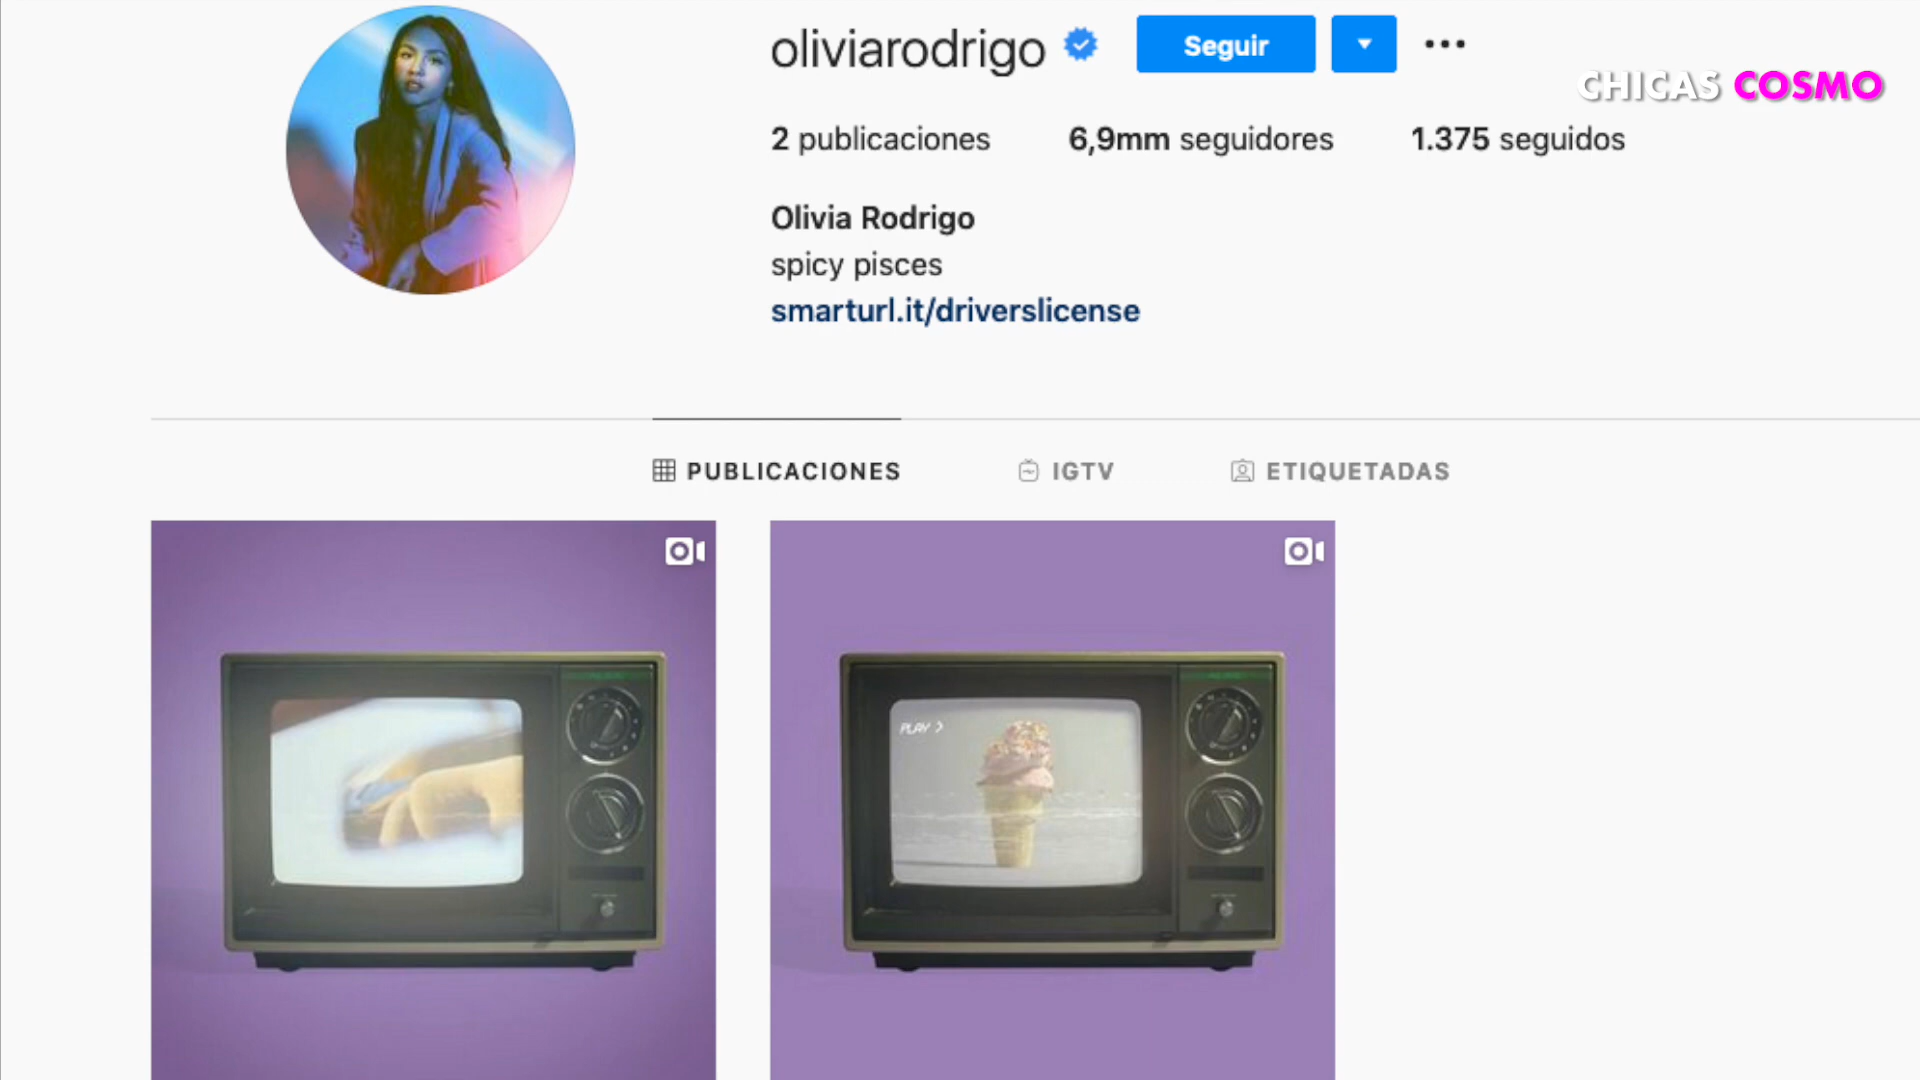 oliviarodrigo
Seguir
CHICAS COSMO
2 publicaciones 6,9mm seguidores 1.375 seguidos
Olivia Rodrigo
spicy pisces
smarturl.it/driverslicense
PUBLICACIONES IGTV ETIQUETADAS
PLAY >